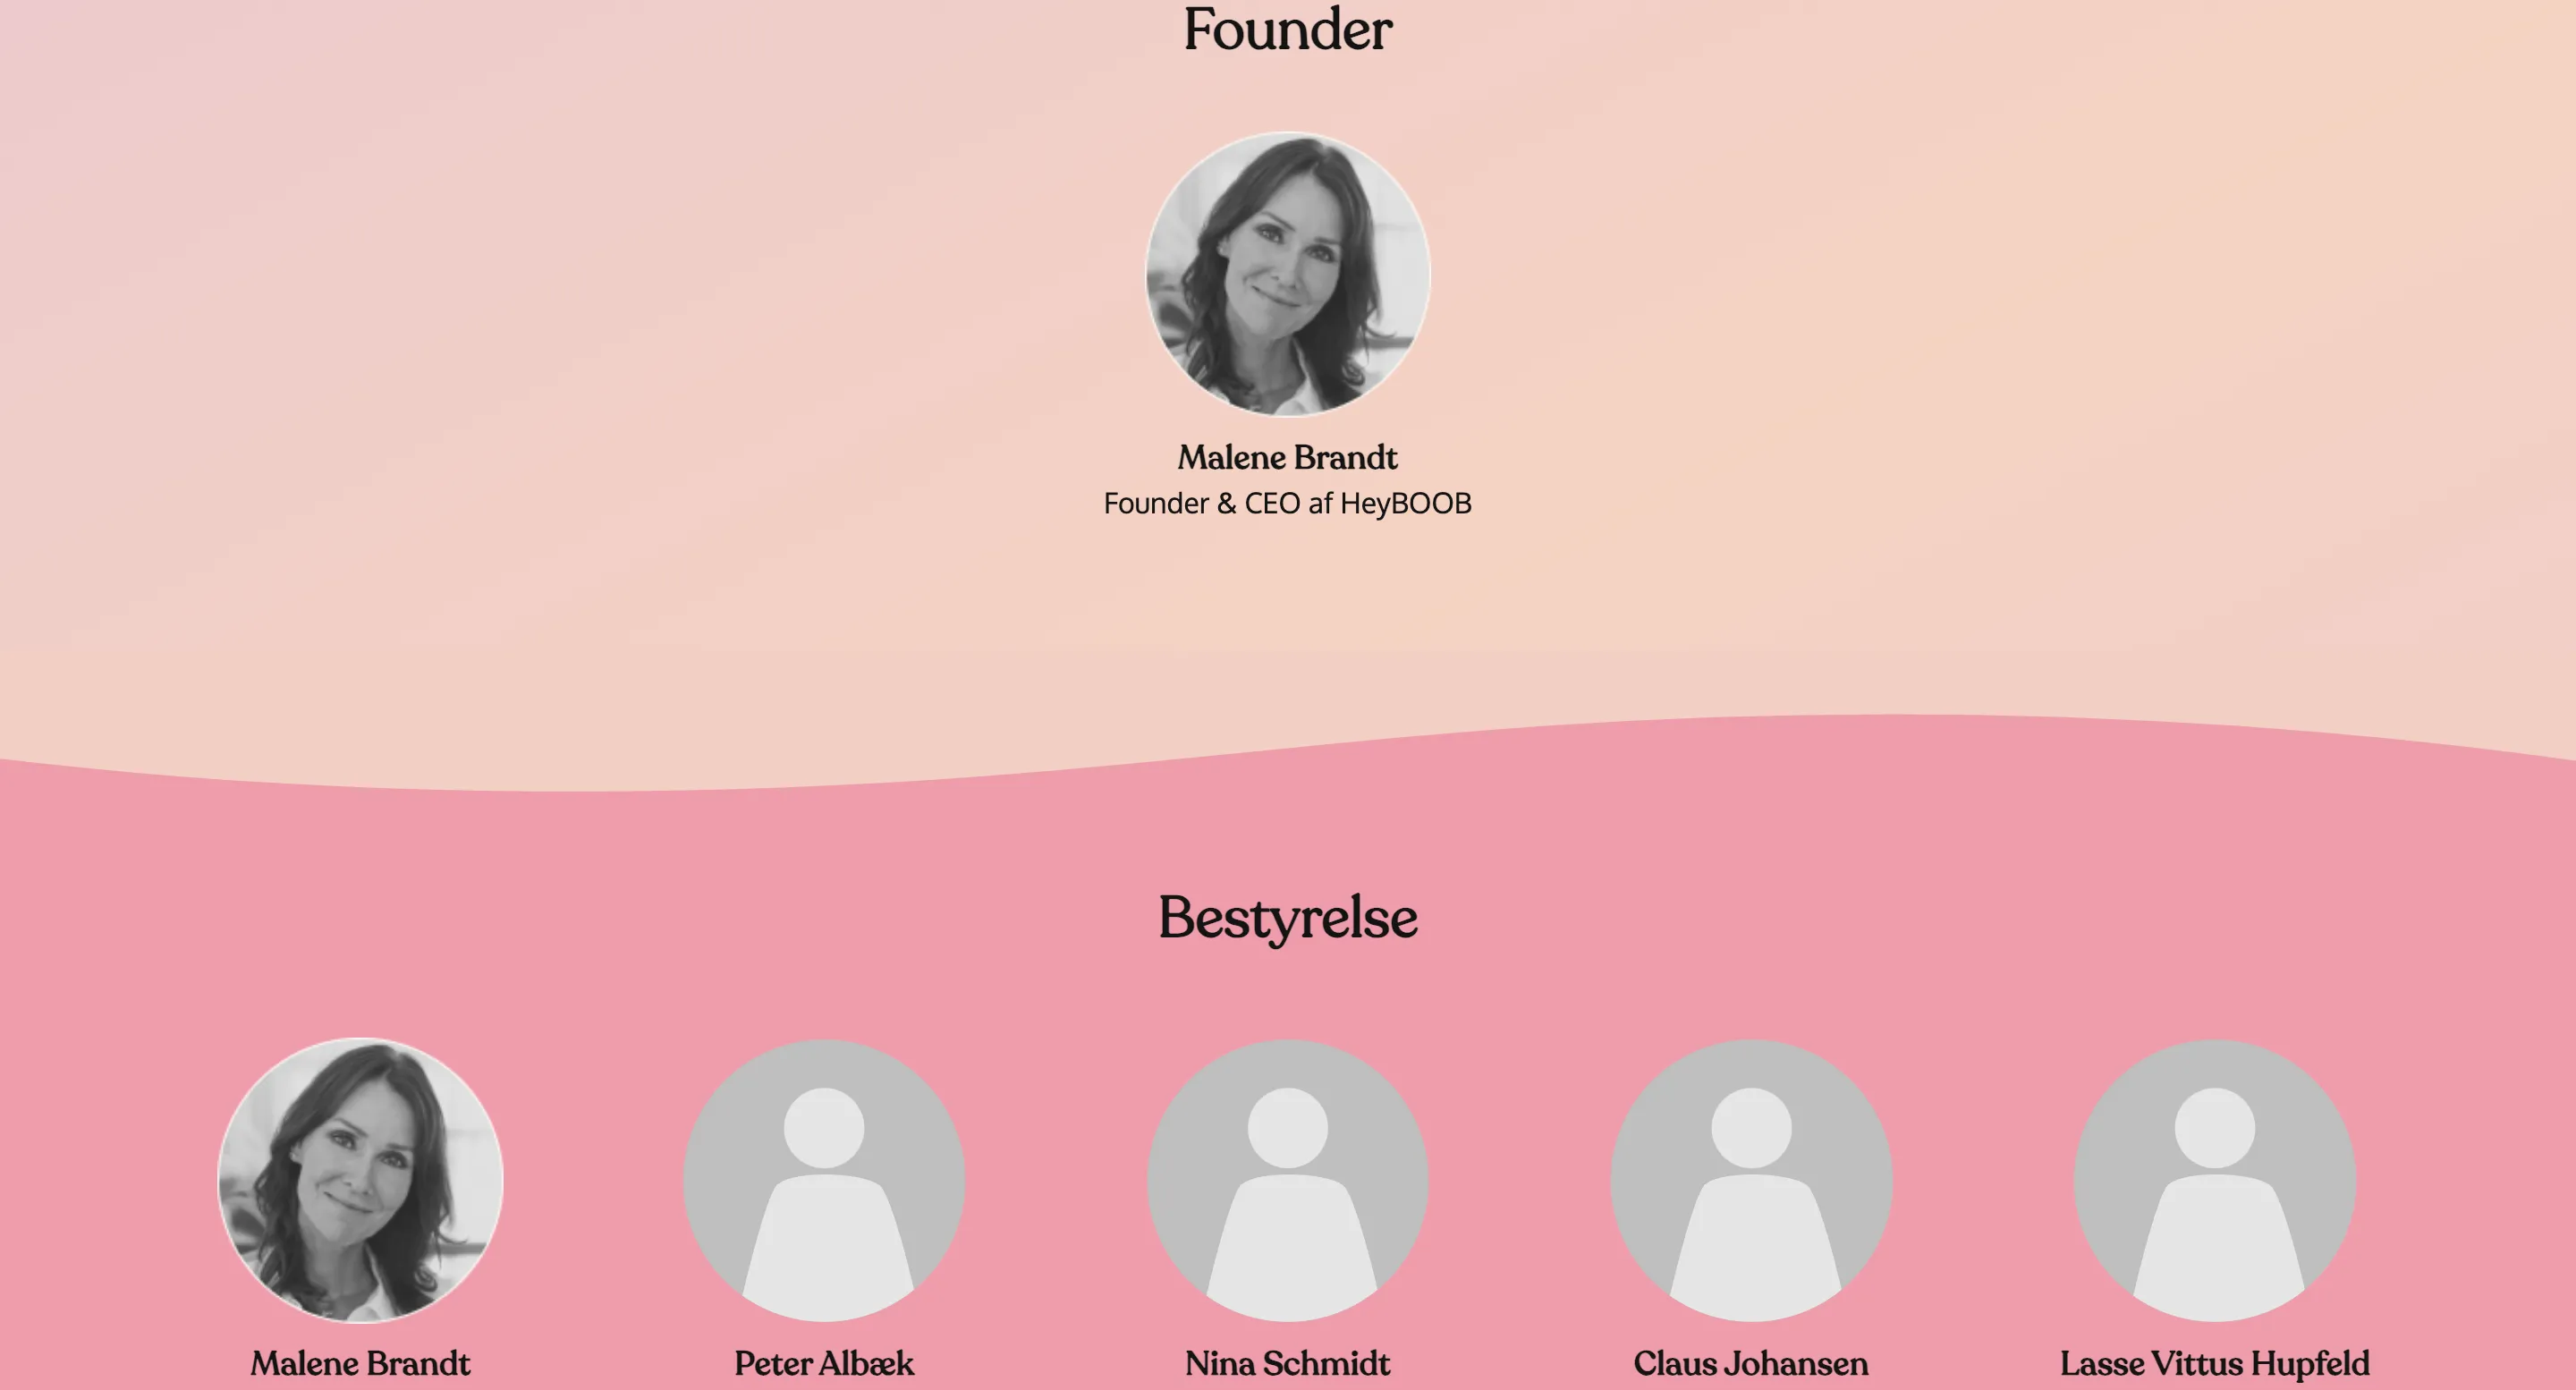 Founder
Malene Brandt
Founder & CEO af HeyBOOB
Bestyrelse
Malene Brandt
Peter Albæk
Nina Schmidt
Claus Johansen
Lasse Vittus Hupfeld